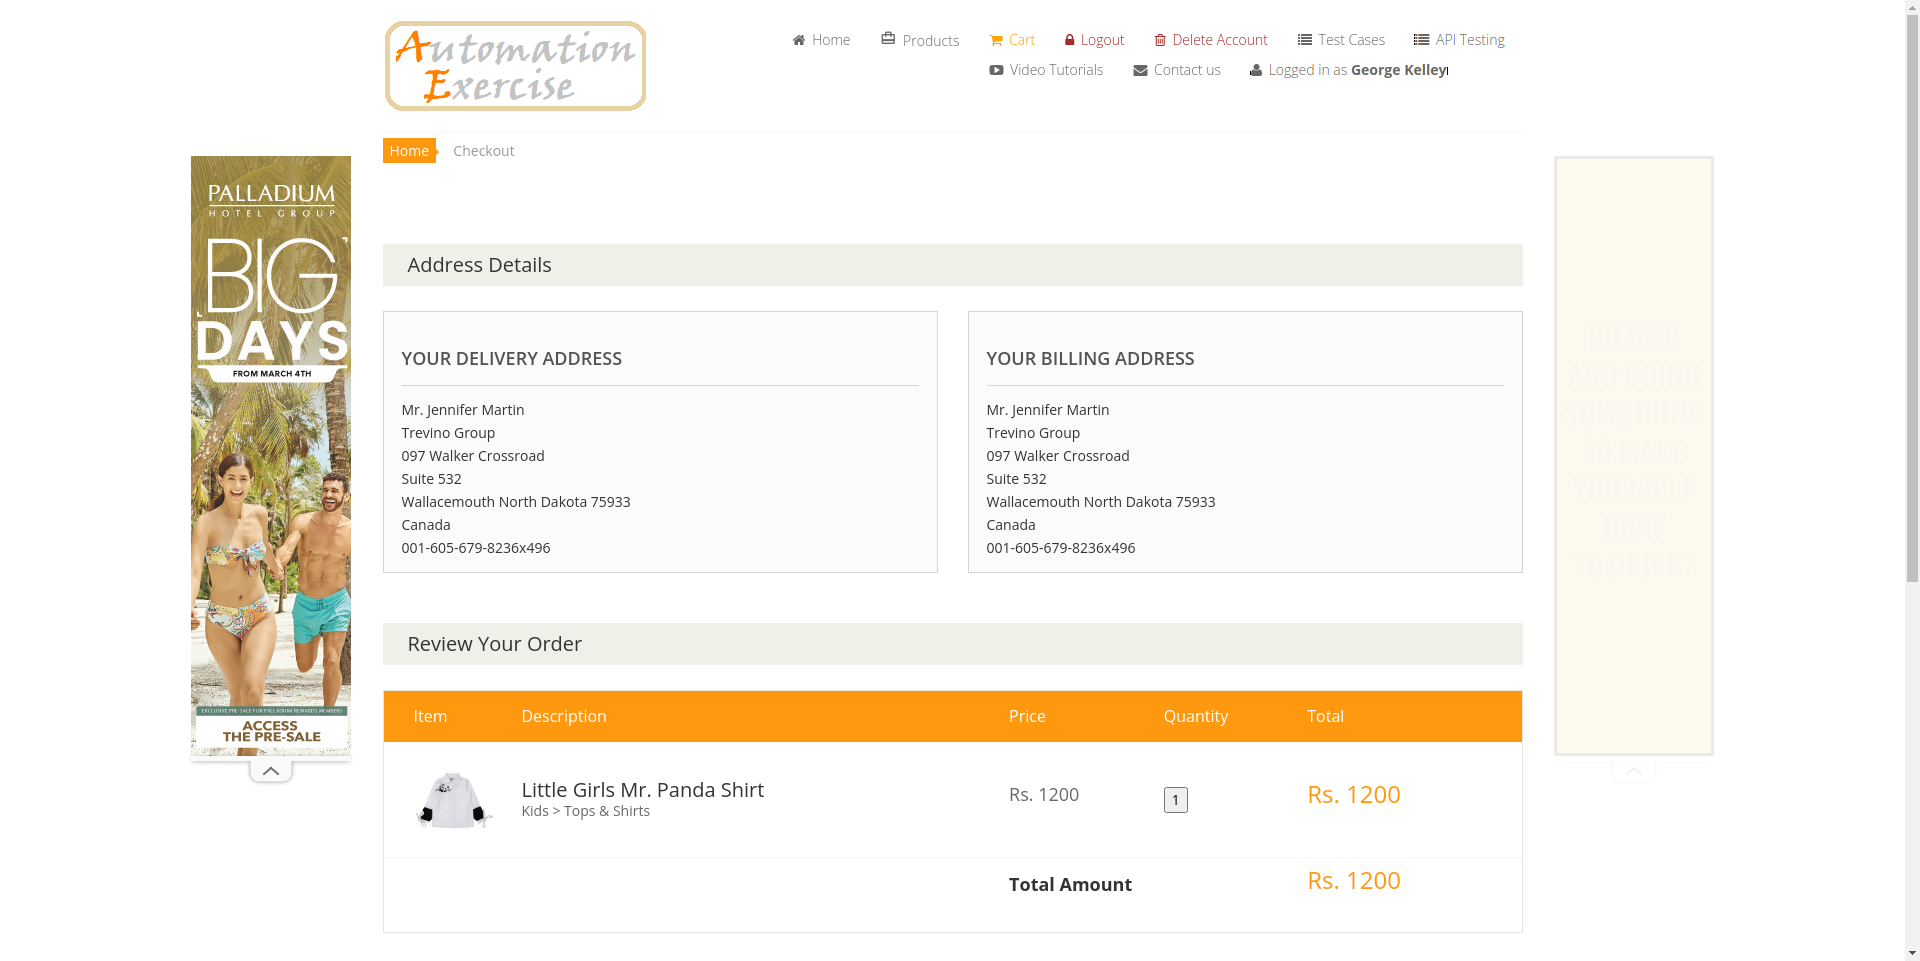 Automation
Exercise
Home
Products
Cart
Logout
Delete Account
Test Cases
API Testing
Video Tutorials
Contact us
Logged in as George Kelley
Home
Checkout
PALLADIUM
HOTEL GROUP
BIG
DAYS
FROM MARCH 4TH
EXCLUSIVE PRE-SALE FOR PALLADIUM REWARDS MEMBERS
ACCESS
THE PRE-SALE
Address Details
YOUR DELIVERY ADDRESS
Mr. Jennifer Martin
Trevino Group
097 Walker Crossroad
Suite 532
Wallacemouth North Dakota 75933
Canada
001-605-679-8236x496
YOUR BILLING ADDRESS
Mr. Jennifer Martin
Trevino Group
097 Walker Crossroad
Suite 532
Wallacemouth North Dakota 75933
Canada
001-605-679-8236x496
BUZZED
AND DOING
SOMETHING
TO MAKE
YOURSELF
OKAY
TO DRIVE?
Review Your Order
Item Description Price Quantity Total
Little Girls Mr. Panda Shirt
Kids > Tops & Shirts
Rs. 1200
1
Rs. 1200
Total Amount
Rs. 1200